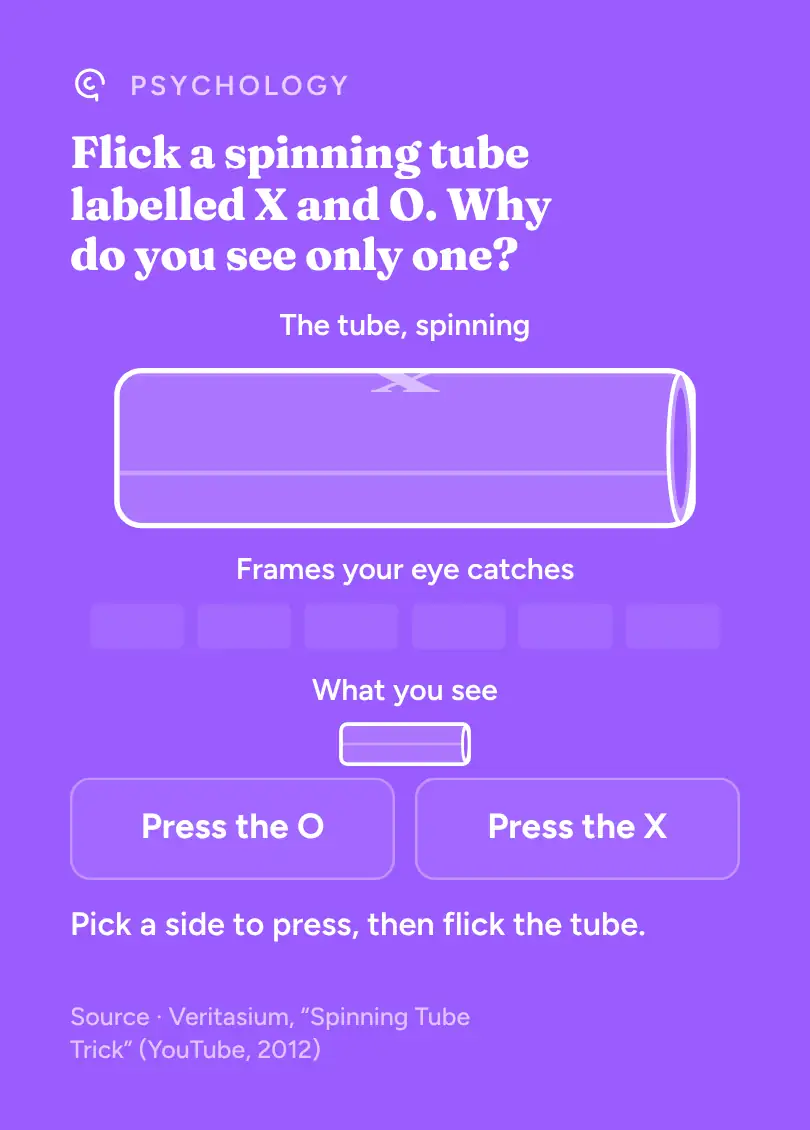 PSYCHOLOGY
Flick a spinning tube
labelled X and O. Why
do you see only one?
The tube, spinning
X
Frames your eye catches
What you see
Press the O
Press the X
Pick a side to press, then flick the tube.
Source · Veritasium, “Spinning Tube
Trick” (YouTube, 2012)